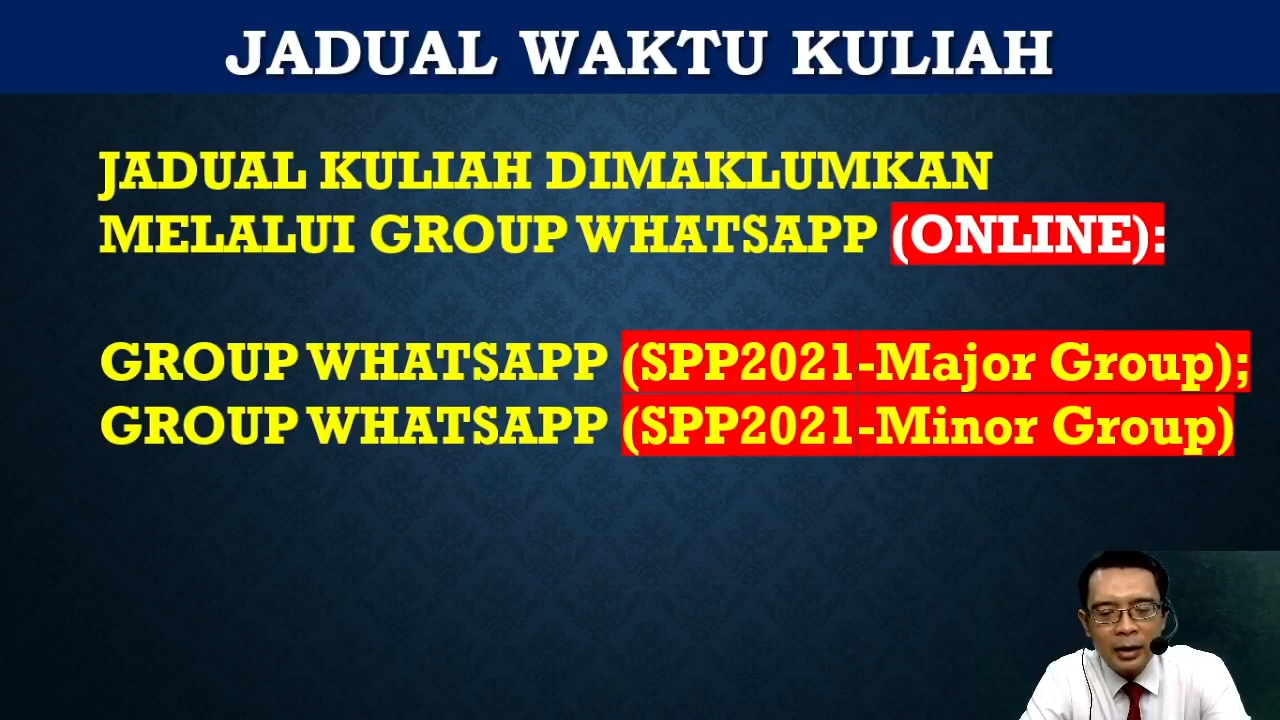 JADUAL WAKTU KULIAH
JADUAL KULIAH DIMAKLUMKAN
MELALUI GROUP WHATSAPP (ONLINE):
GROUP WHATSAPP (SPP2021-Major Group);
GROUP WHATSAPP (SPP2021-Minor Group)